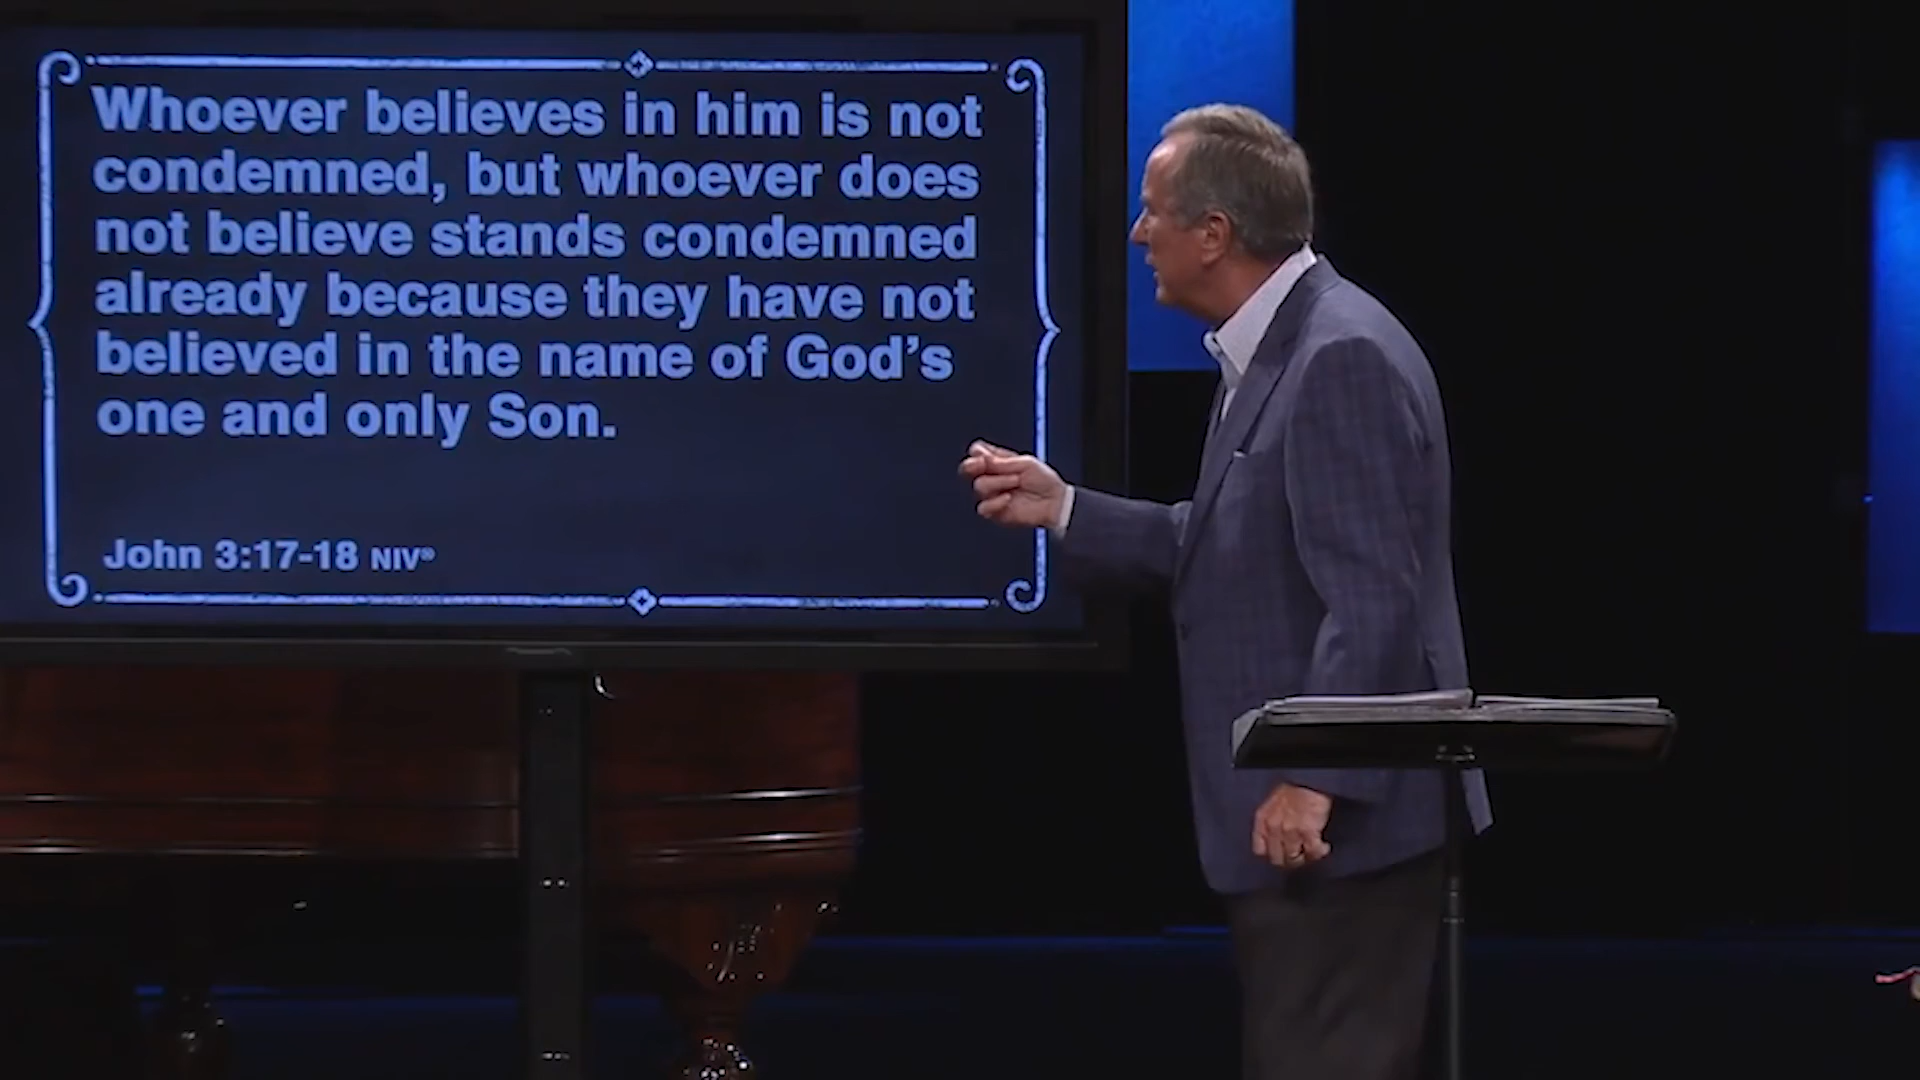 Whoever believes in him is not
condemned, but whoever does
not believe stands condemned
already because they have not
believed in the name of God’s
one and only Son.
John 3:17-18 NIV®